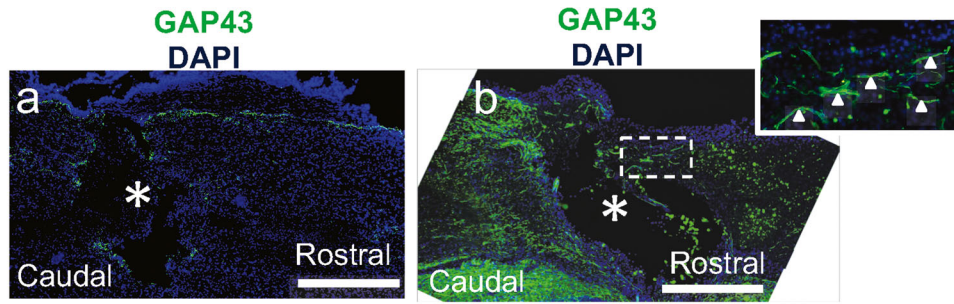 GAP43
DAPI
a
*
Caudal
Rostral
GAP43
DAPI
b
*
Caudal
Rostral